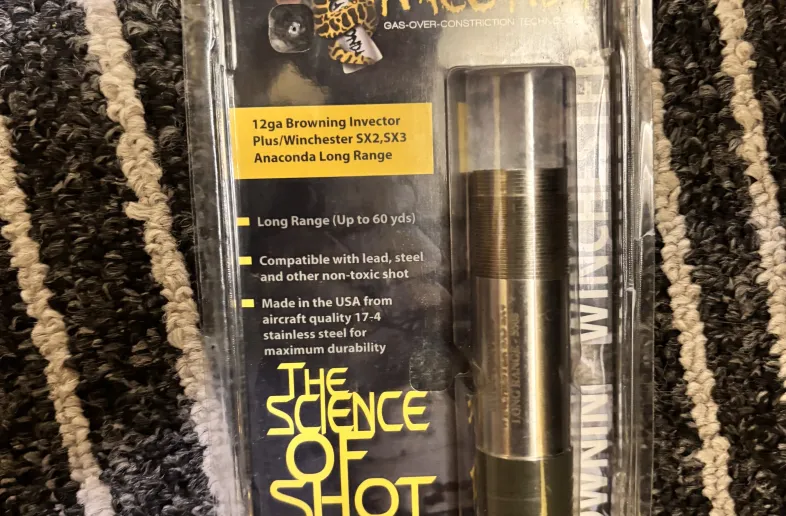 GAS-OVER-CONSTRICTION
12ga Browning Invector
Plus/Winchester SX2,SX3
Anaconda Long Range
Long Range (Up to 60 yds)
Compatible with lead, steel
and other non-toxic shot
Made in the USA from
aircraft quality 17-4
stainless steel for
maximum durability
THE
SCIENCE
OF
SHOT
LONG RANGE